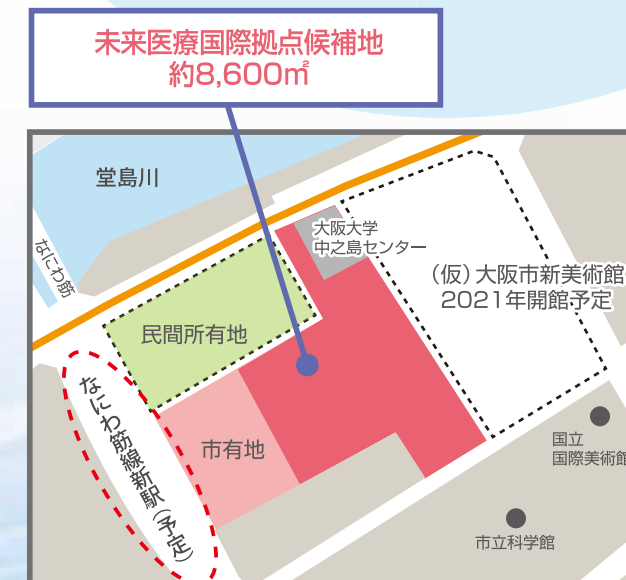 未来医療国際拠点候補地
約8,600㎡
堂島川
なにわ筋
大阪大学
中之島センター
(仮)大阪市新美術館
2021年開館予定
民間所有地
なにわ筋線新駅(予定)
市有地
国立
国際美術館
市立科学館